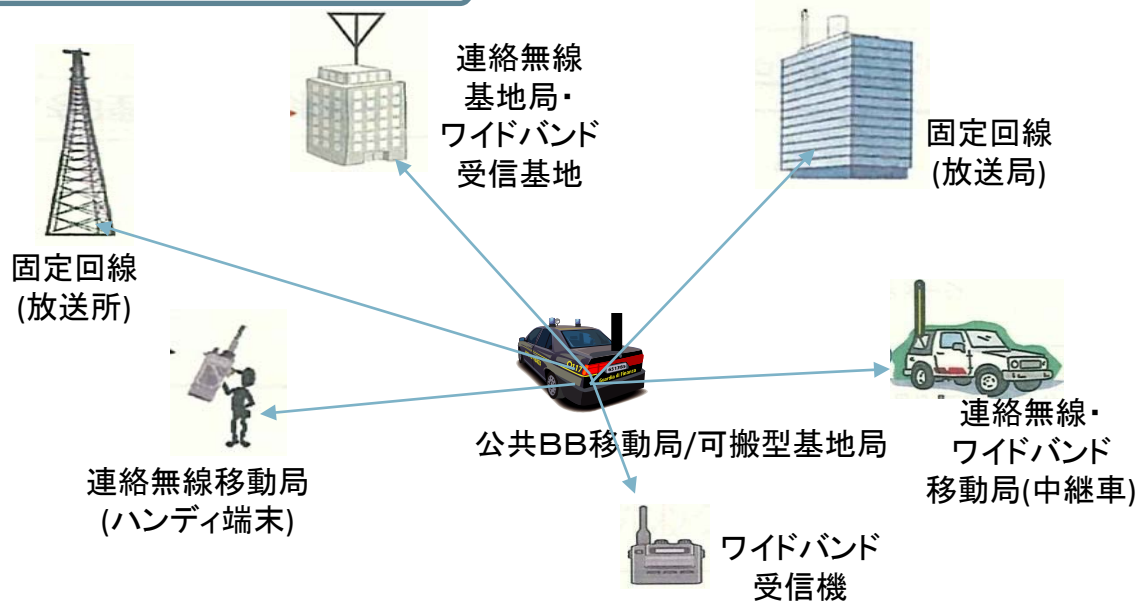 連絡無線
基地局・
ワイドバンド
受信基地
固定回線
(放送局)
固定回線
(放送所)
公共BB移動局/可搬型基地局
連絡無線・
ワイドバンド
移動局(中継車)
連絡無線移動局
(ハンディ端末)
ワイドバンド
受信機